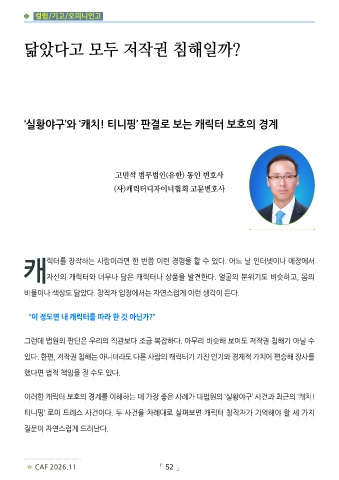 컬럼/기고/오피니언고
닮았다고 모두 저작권 침해일까?
'실황야구'와 '캐치! 티니핑' 판결로 보는 캐릭터 보호의 경계
고민석 법무법인(유한) 동인 변호사
(사)캐릭터디자이너협회 고문변호사
캐릭터를 창작하는 사람이라면 한 번쯤 이런 경험을 할 수 있다. 어느 날 인터넷이나 매장에서
자신의 캐릭터와 너무나 닮은 캐릭터나 상품을 발견한다. 얼굴의 분위기도 비슷하고, 몸의
비율이나 색상도 닮았다. 창작자 입장에서는 자연스럽게 이런 생각이 든다.
"이 정도면 내 캐릭터를 따라 한 것 아닌가?"
그런데 법원의 판단은 우리의 직관보다 조금 복잡하다. 아무리 비슷해 보여도 저작권 침해가 아닐 수
있다. 한편, 저작권 침해는 아니더라도 다른 사람의 캐릭터가 가진 인기와 경제적 가치에 편승해 장사를
했다면 법적 책임을 질 수도 있다.
이러한 캐릭터 보호의 경계를 이해하는 데 가장 좋은 사례가 대법원의 '실황야구' 사건과 최근의 '캐치!
티니핑' 로미 드레스 사건이다. 두 사건을 차례대로 살펴보면 캐릭터 창작자가 기억해야 할 세 가지
질문이 자연스럽게 드러난다.
CAF 2026.11
「 52 」